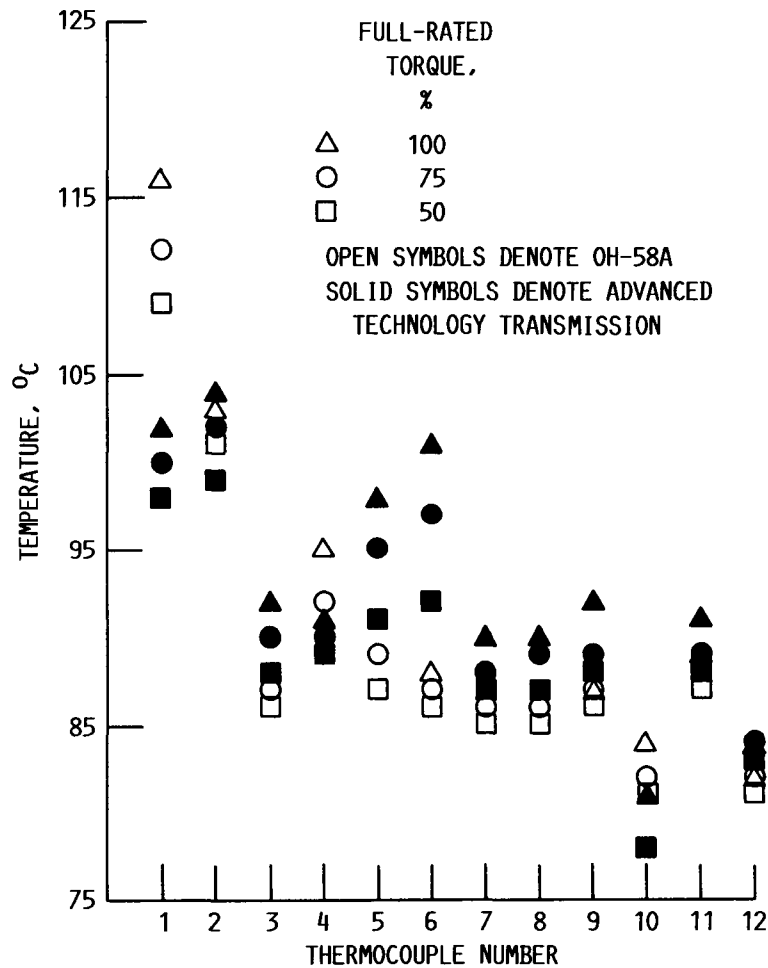 FULL-RATED
TORQUE,
%
100
75
50
OPEN SYMBOLS DENOTE OH-58A
SOLID SYMBOLS DENOTE ADVANCED
TECHNOLOGY TRANSMISSION
125
115
105
95
85
75
TEMPERATURE, °C
1 2 3 4 5 6 7 8 9 10 11 12
THERMOCOUPLE NUMBER